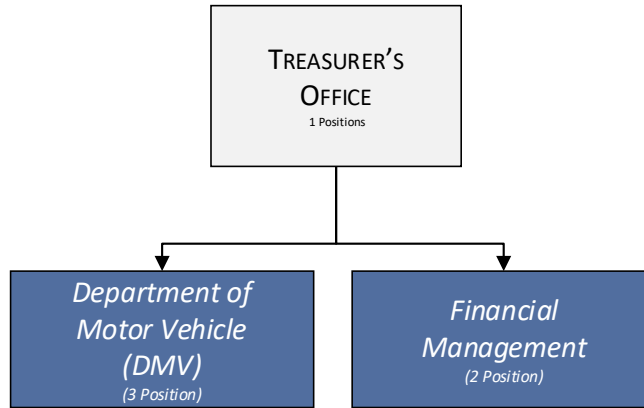 TREASURER'S
OFFICE
1 Positions
Department of
Motor Vehicle
(DMV)
(3 Position)
Financial
Management
(2 Position)